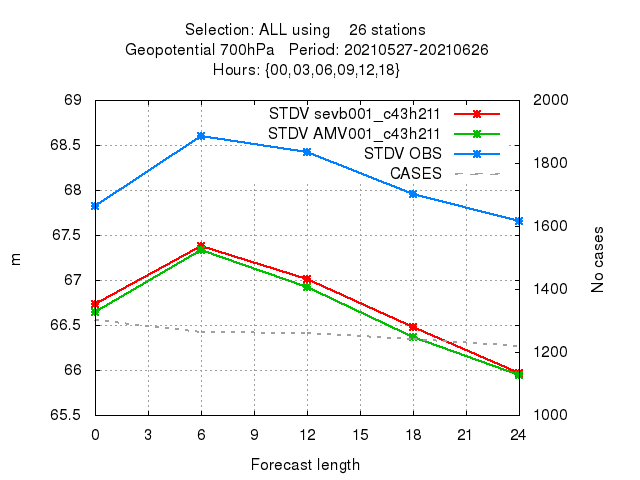 Selection: ALL using 26 stations
Geopotential 700hPa Period: 20210527-20210626
Hours: {00,03,06,09,12,18}
69 2000
STDV sevb001_c43h211
68.5 STDV AMV001_c43h211
STDV OBS 1800
68 CASES
67.5 1600
m 67 1400 No cases
66.5
66 1200
65.5 1000
0 3 6 9 12 15 18 21 24
Forecast length